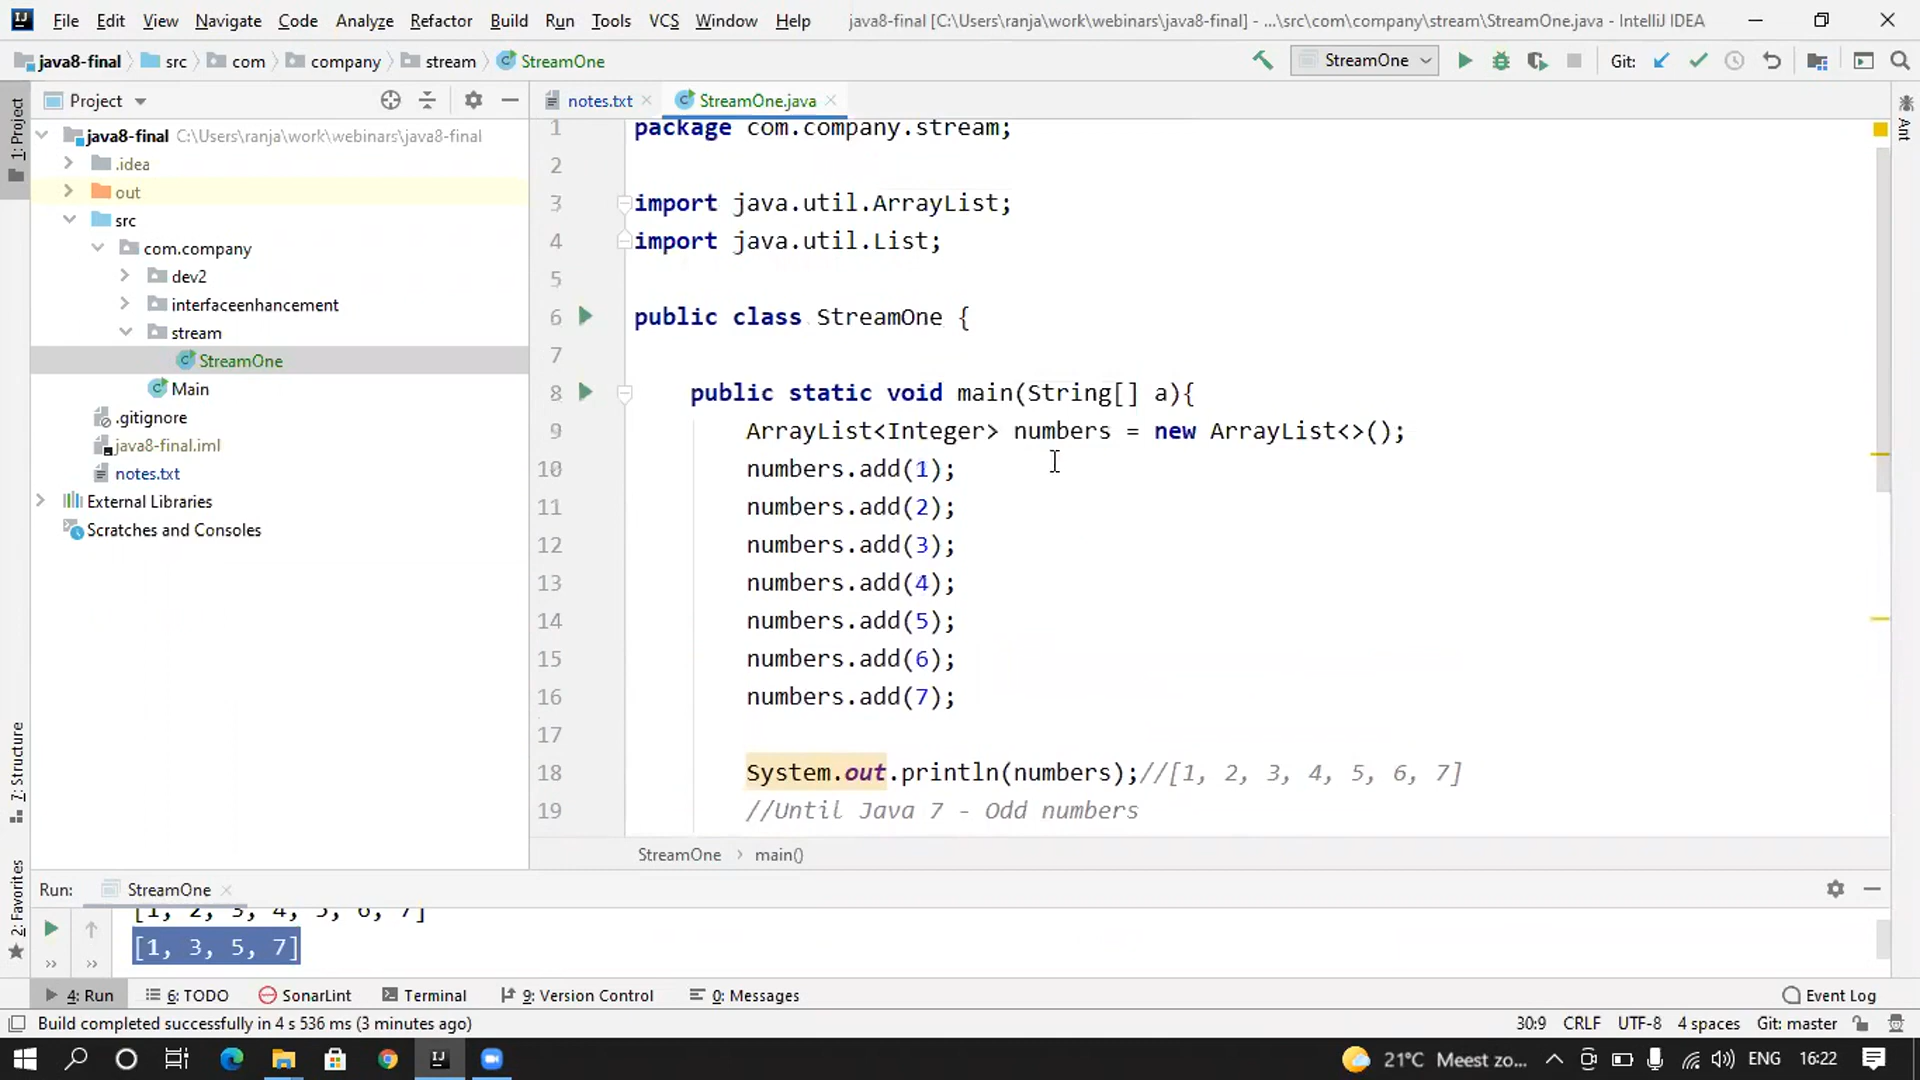 File Edit View Navigate Code Analyze Refactor Build Run Tools VCS Window Help java8-final [C:\Users\ranja\work\webinars\java8-final] - ...\src\com\company\stream\StreamOne.java - IntelliJ IDEA
java8-final src com company stream StreamOne StreamOne Git:
Project notes.txt StreamOne.java
1: Project
Ant
java8-final C:\Users\ranja\work\webinars\java8-final
.idea
out
src
com.company
dev2
interfaceenhancement
stream
StreamOne
Main
.gitignore
java8-final.iml
notes.txt
External Libraries
Scratches and Consoles
7: Structure
2: Favorites
1 package com.company.stream;
2
3 import java.util.ArrayList;
4 import java.util.List;
5
6 public class StreamOne {
7
8 public static void main(String[] a){
9 ArrayList<Integer> numbers = new ArrayList<>();
10 numbers.add(1);
11 numbers.add(2);
12 numbers.add(3);
13 numbers.add(4);
14 numbers.add(5);
15 numbers.add(6);
16 numbers.add(7);
17
18 System.out.println(numbers);//[1, 2, 3, 4, 5, 6, 7]
19 //Until Java 7 - Odd numbers
StreamOne main()
Run: StreamOne
[1, 2, 3, 4, 5, 6, 7]
[1, 3, 5, 7]
4: Run 6: TODO SonarLint Terminal 9: Version Control 0: Messages Event Log
Build completed successfully in 4 s 536 ms (3 minutes ago) 30:9 CRLF UTF-8 4 spaces Git: master
21°C Meest zo... ENG 16:22